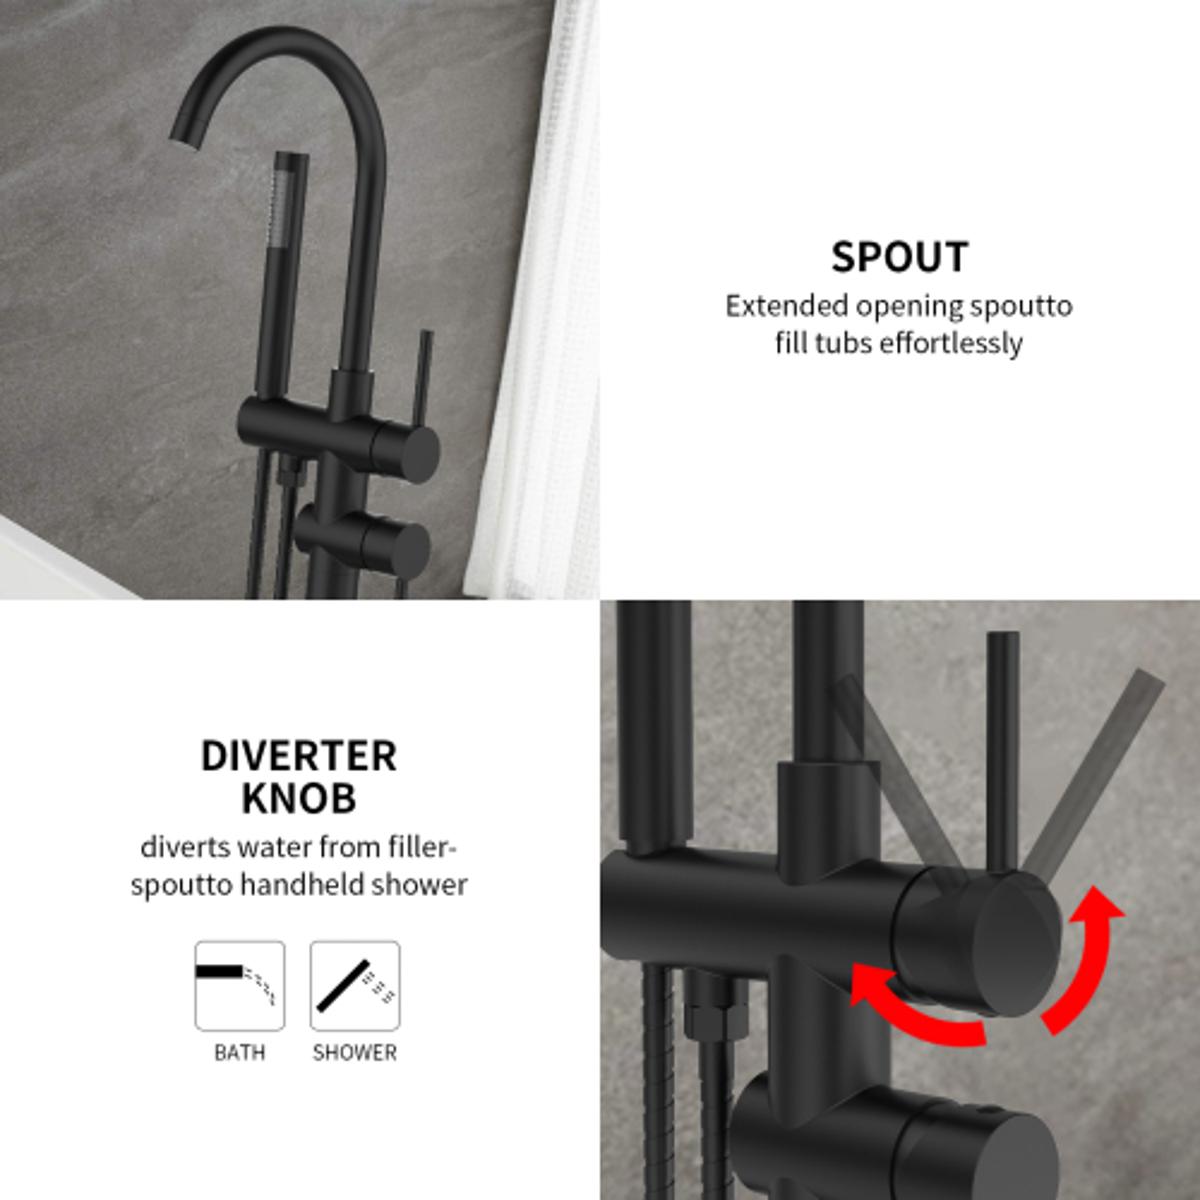 SPOUT
Extended opening spoutto
fill tubs effortlessly
DIVERTER
KNOB
diverts water from filler-
spoutto handheld shower
BATH
SHOWER